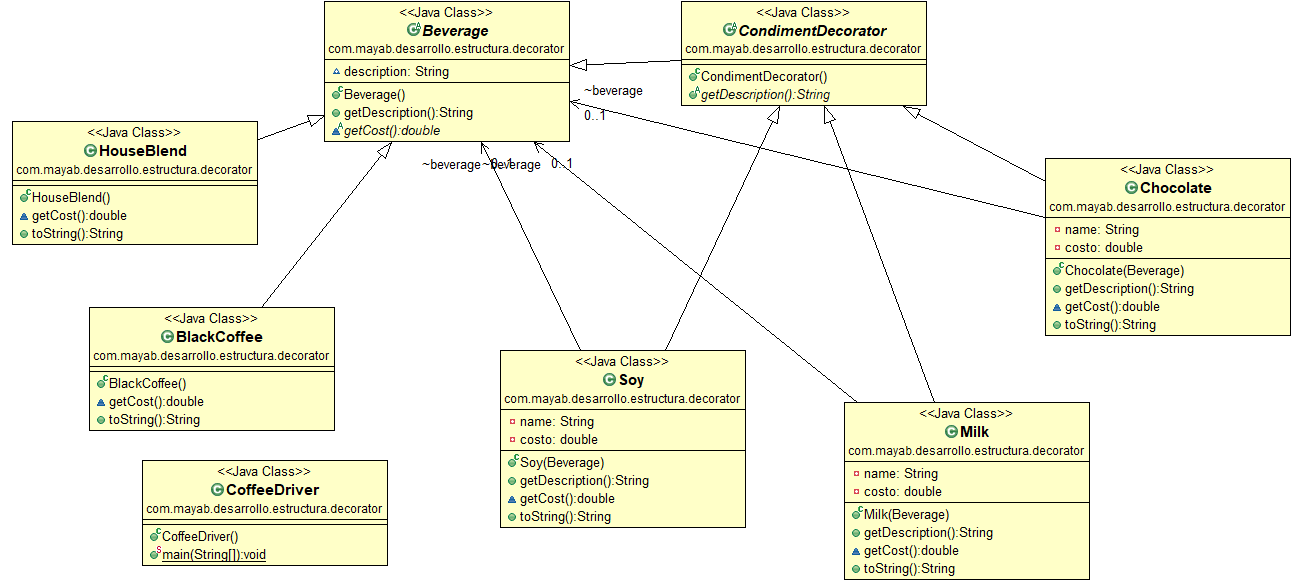 <<Java Class>>
Beverage
com.mayab.desarrollo.estructura.decorator
description: String
Beverage()
getDescription():String
getCost():double
<<Java Class>>
CondimentDecorator
com.mayab.desarrollo.estructura.decorator
CondimentDecorator()
getDescription():String
~beverage
0..1
~beverage
0..1
~beverage
0..1
<<Java Class>>
HouseBlend
com.mayab.desarrollo.estructura.decorator
HouseBlend()
getCost():double
toString():String
<<Java Class>>
Chocolate
com.mayab.desarrollo.estructura.decorator
name: String
costo: double
Chocolate(Beverage)
getDescription():String
getCost():double
toString():String
<<Java Class>>
BlackCoffee
com.mayab.desarrollo.estructura.decorator
BlackCoffee()
getCost():double
toString():String
<<Java Class>>
Soy
com.mayab.desarrollo.estructura.decorator
name: String
costo: double
Soy(Beverage)
getDescription():String
getCost():double
toString():String
<<Java Class>>
Milk
com.mayab.desarrollo.estructura.decorator
name: String
costo: double
Milk(Beverage)
getDescription():String
getCost():double
toString():String
<<Java Class>>
CoffeeDriver
com.mayab.desarrollo.estructura.decorator
CoffeeDriver()
main(String[]):void